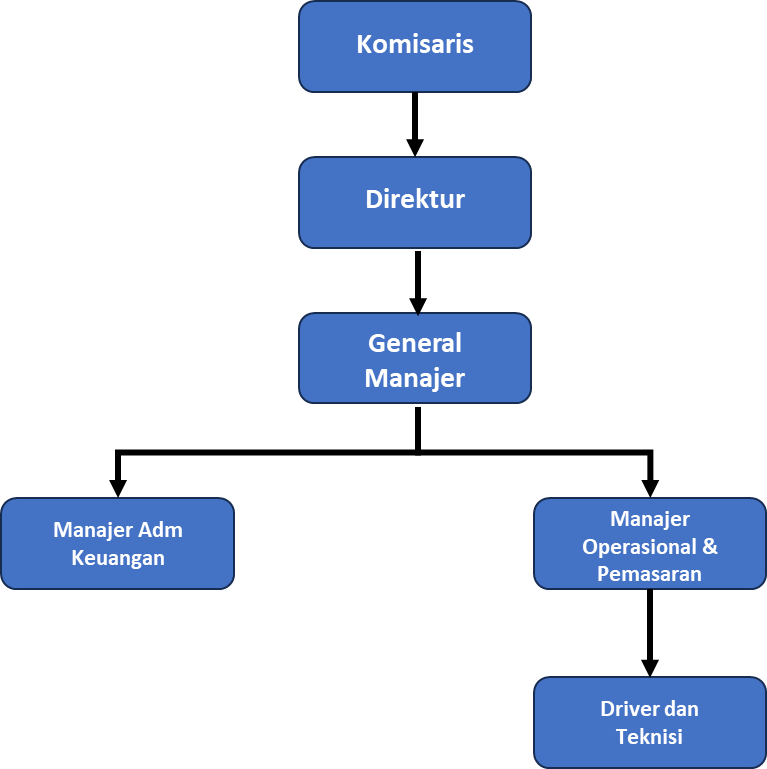 Komisaris
Direktur
General
Manajer
Manajer Adm
Keuangan
Manajer
Operasional &
Pemasaran
Driver dan
Teknisi